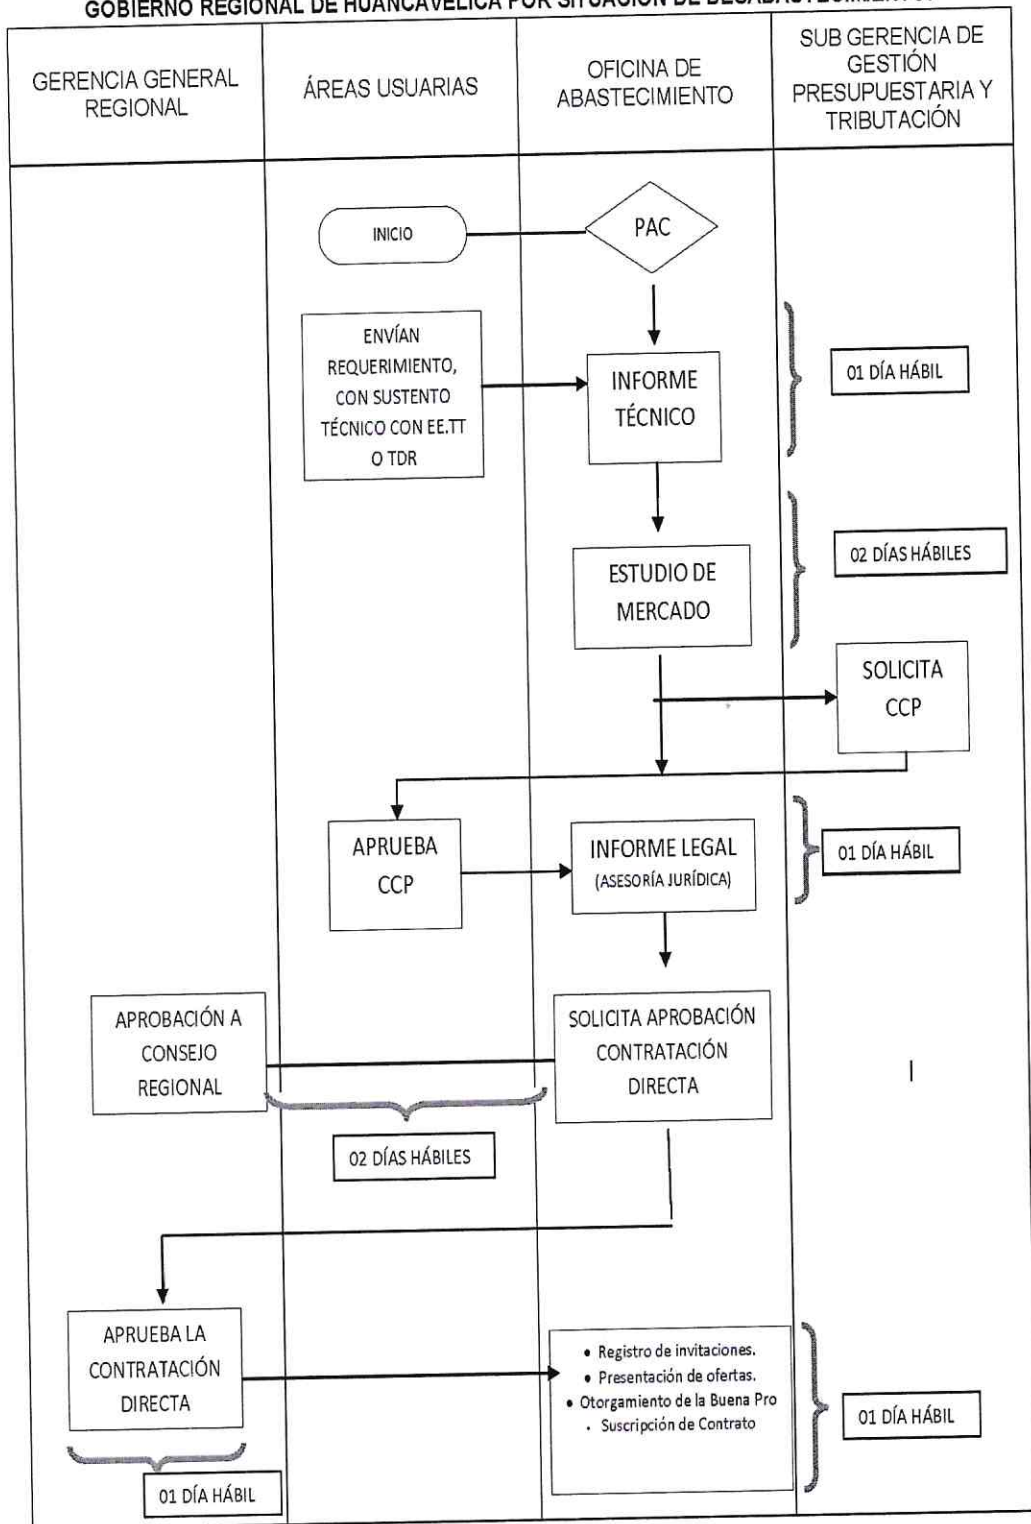 GOBIERNO REGIONAL DE HUANCAVELICA POR SITUACIÓN DE DESABASTECIMIENTO.
GERENCIA GENERAL
REGIONAL
ÁREAS USUARIAS
OFICINA DE
ABASTECIMIENTO
SUB GERENCIA DE
GESTIÓN
PRESUPUESTARIA Y
TRIBUTACIÓN
INICIO
PAC
ENVÍAN
REQUERIMIENTO,
CON SUSTENTO
TÉCNICO CON EE.TT
O TDR
INFORME
TÉCNICO
01 DÍA HÁBIL
ESTUDIO DE
MERCADO
02 DÍAS HÁBILES
SOLICITA
CCP
APRUEBA
CCP
INFORME LEGAL
(ASESORÍA JURÍDICA)
01 DÍA HÁBIL
APROBACIÓN A
CONSEJO
REGIONAL
SOLICITA APROBACIÓN
CONTRATACIÓN
DIRECTA
02 DÍAS HÁBILES
APRUEBA LA
CONTRATACIÓN
DIRECTA
• Registro de invitaciones.
• Presentación de ofertas.
• Otorgamiento de la Buena Pro
• Suscripción de Contrato
01 DÍA HÁBIL
01 DÍA HÁBIL